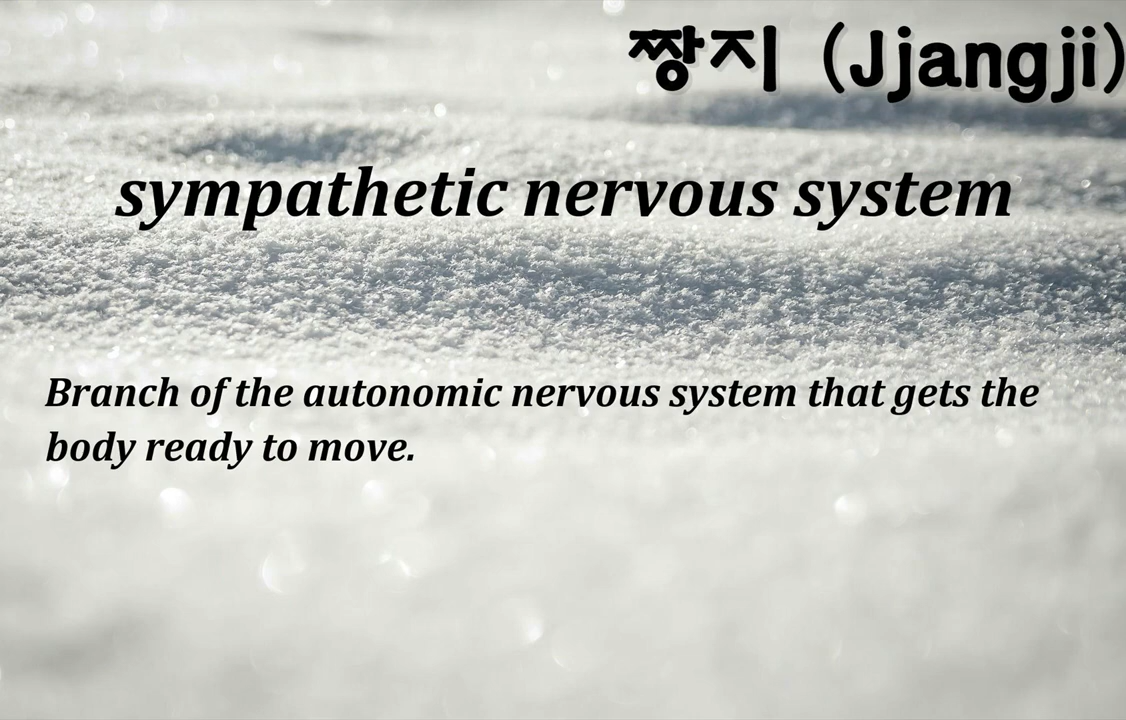 짱지 (Jjangji)
sympathetic nervous system
Branch of the autonomic nervous system that gets the
body ready to move.